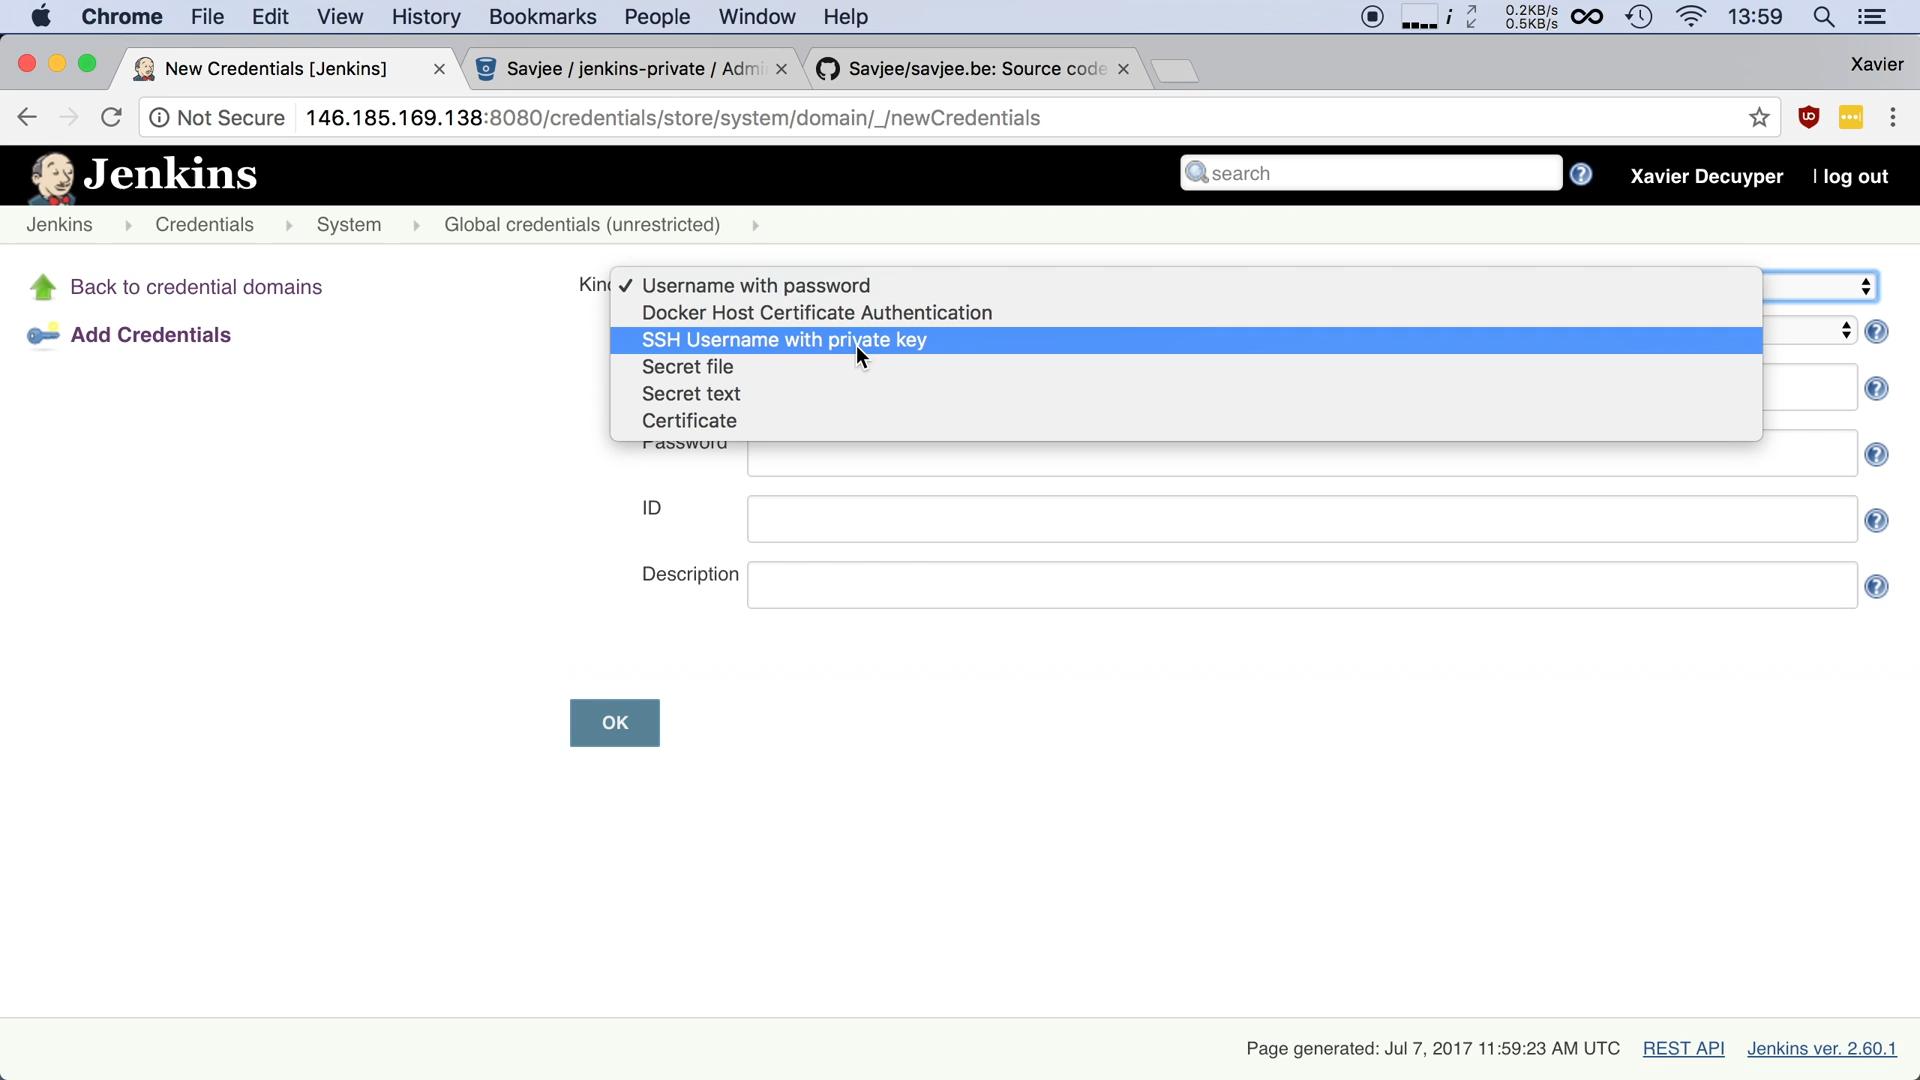 Chrome File Edit View History Bookmarks People Window Help i 0.2KB/s 0.5KB/s 13:59
New Credentials [Jenkins] Savjee / jenkins-private / Admi Savjee/savjee.be: Source code Xavier
Not Secure 146.185.169.138:8080/credentials/store/system/domain/_/newCredentials
Jenkins search Xavier Decuyper | log out
Jenkins Credentials System Global credentials (unrestricted)
Back to credential domains
Add Credentials
Kind
✓ Username with password
Docker Host Certificate Authentication
SSH Username with private key
Secret file
Secret text
Certificate
Password
ID
Description
OK
Page generated: Jul 7, 2017 11:59:23 AM UTC REST API Jenkins ver. 2.60.1